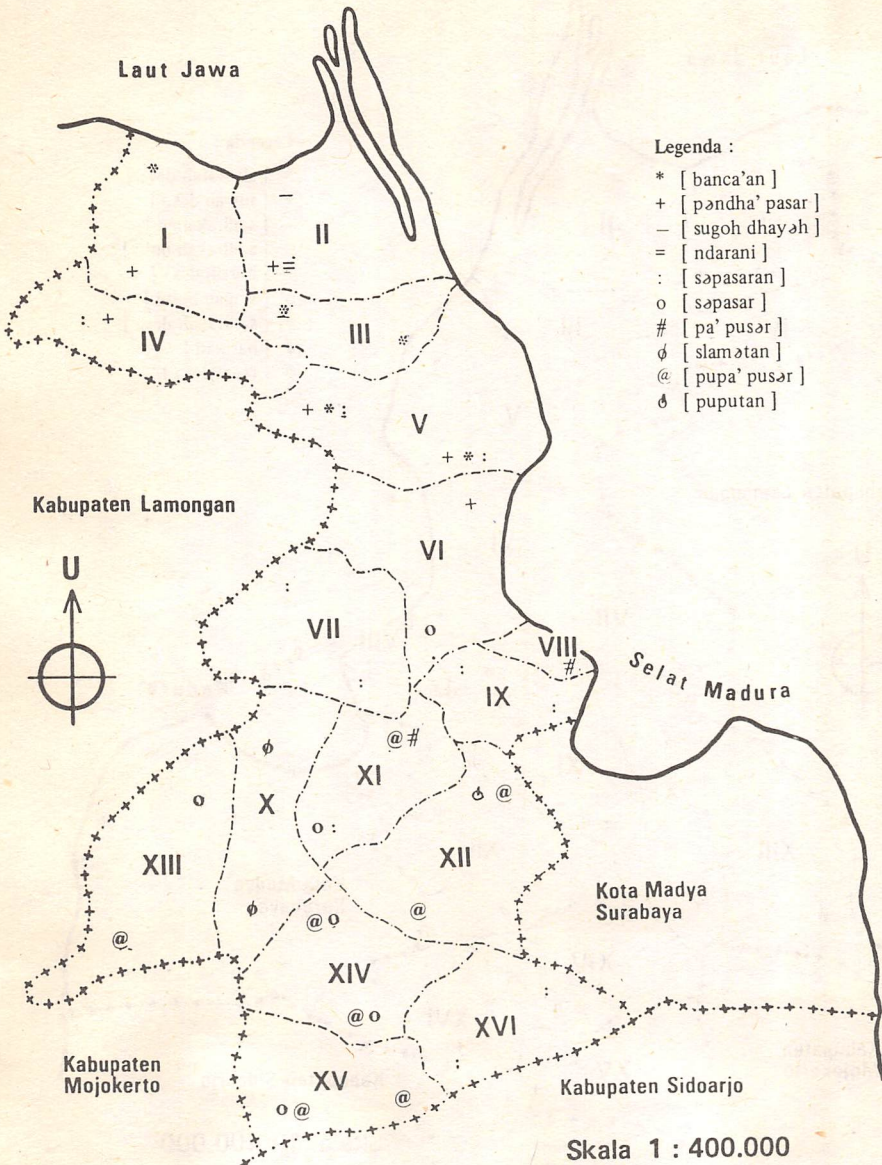 Laut Jawa
Legenda :
* [ banca'an ]
+ [ pəndha' pasar ]
– [ sugoh dhayəh ]
= [ ndarani ]
: [ səpasaran ]
o [ səpasar ]
# [ pa' pusər ]
ϕ [ slamətan ]
@ [ pupa' pusər ]
ỏ [ puputan ]
*
–
I
II
+
+ =
: +
*
IV
III
*
+ * :
V
+ * :
Kabupaten Lamongan
+
VI
U
:
VII
o
VIII
Selat Madura
:
:
#
IX
:
:
@ #
ϕ
XI
X
ỏ @
o
o :
XIII
XII
Kota Madya
Surabaya
ϕ
@ o
@
@
XIV
:
@ o
XVI
Kabupaten
Mojokerto
:
XV
Kabupaten Sidoarjo
o @
@
Skala 1 : 400.000